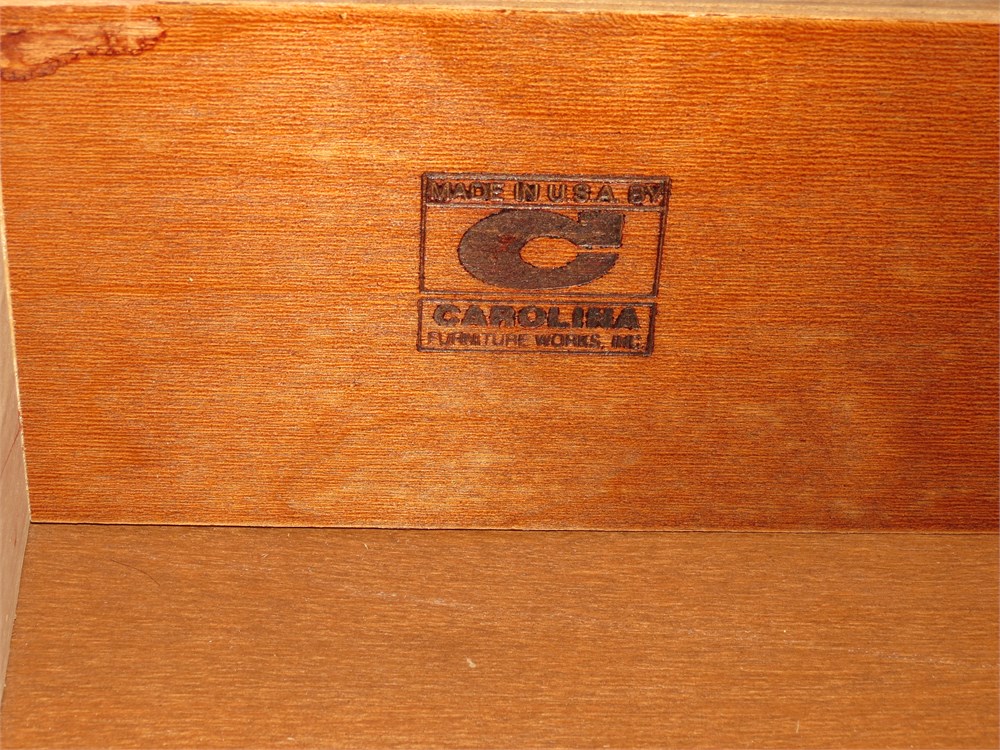 MADE IN U.S.A. BY
C
CAROLINA
FURNITURE WORKS, INC.